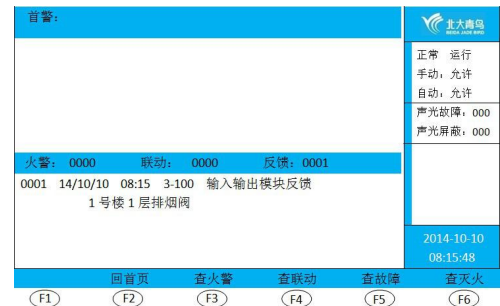 首警:
北大青鸟
BEIDA JADE BIRD
正常 运行
手动：允许
自动：允许
声光故障：000
声光屏蔽：000
火警： 0000 联动： 0000 反馈：0001
0001 14/10/10 08:15 3-100 输入输出模块反馈
1号楼1层排烟阀
2014-10-10
08:15:48
回首页 查火警 查联动 查故障 查灭火
F1 F2 F3 F4 F5 F6